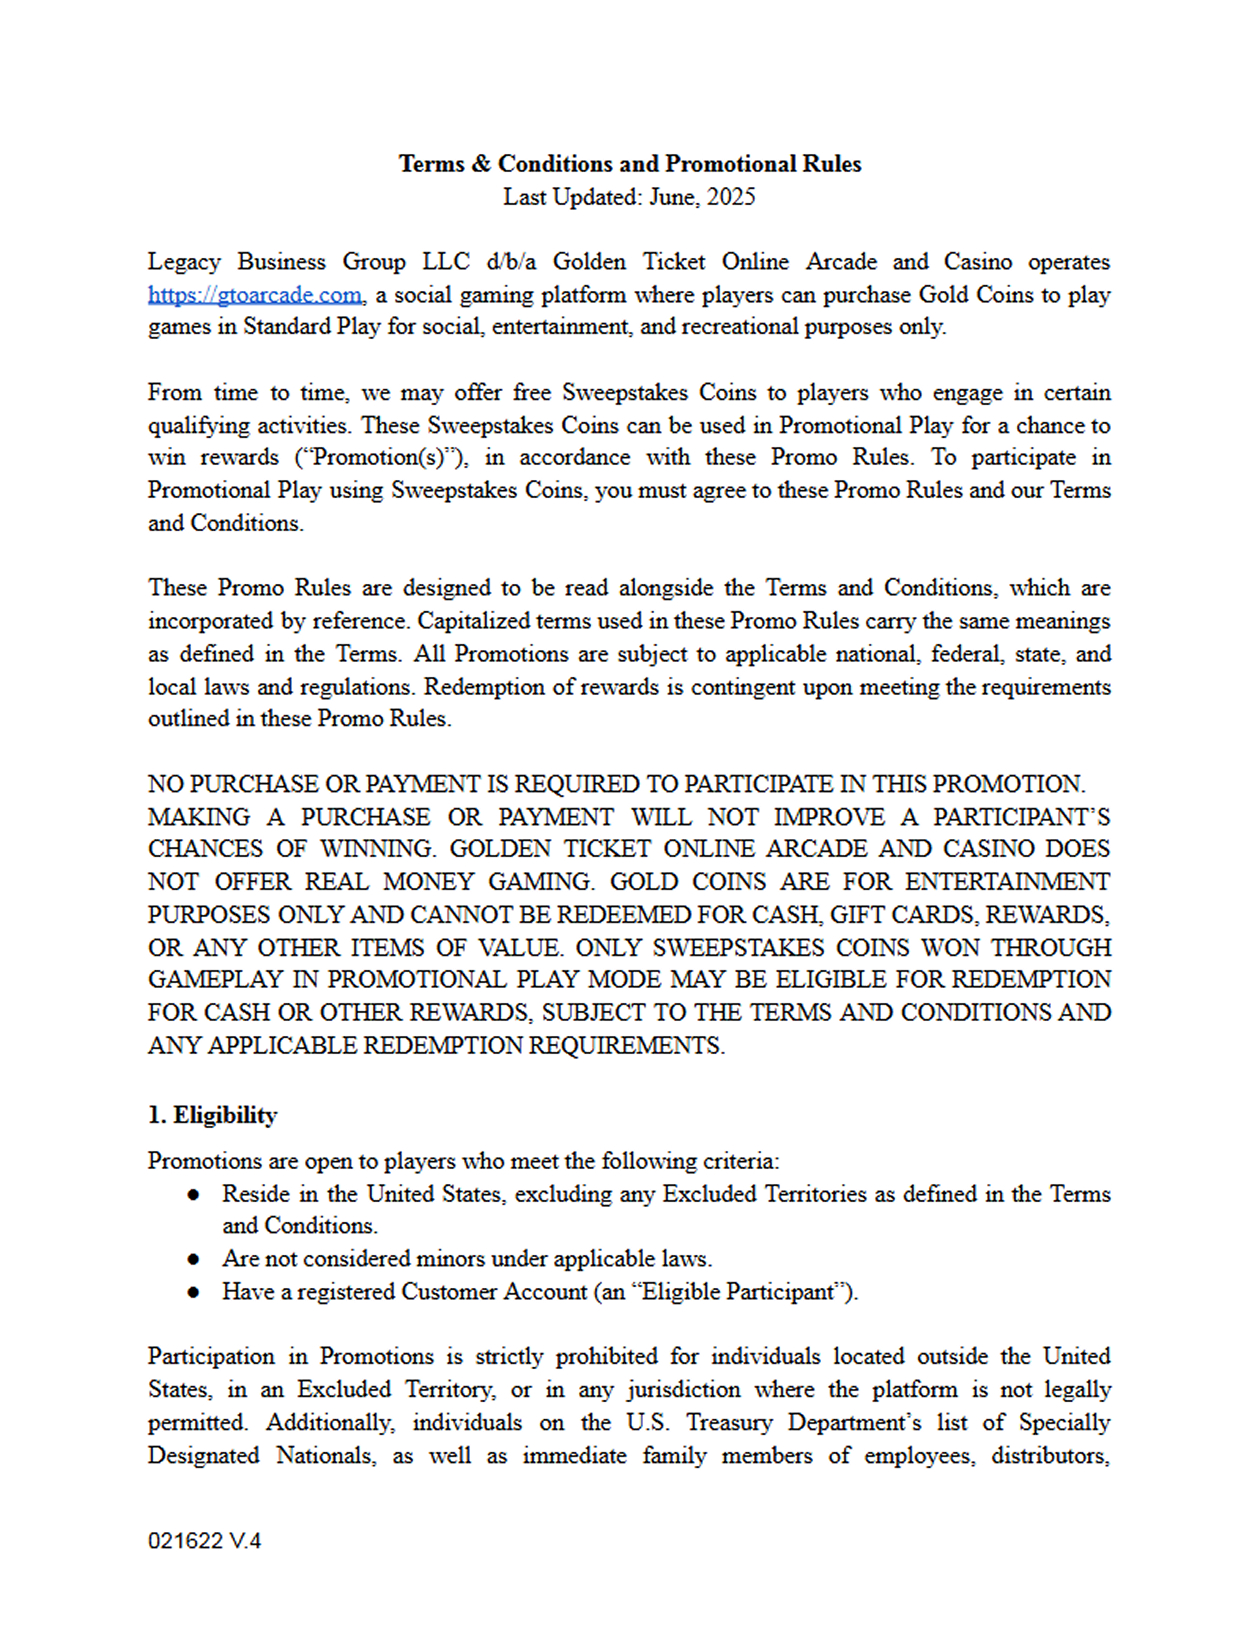 Terms & Conditions and Promotional Rules
Last Updated: June, 2025
Legacy Business Group LLC d/b/a Golden Ticket Online Arcade and Casino operates
https://gtoarcade.com, a social gaming platform where players can purchase Gold Coins to play
games in Standard Play for social, entertainment, and recreational purposes only.
From time to time, we may offer free Sweepstakes Coins to players who engage in certain
qualifying activities. These Sweepstakes Coins can be used in Promotional Play for a chance to
win rewards (“Promotion(s)”), in accordance with these Promo Rules. To participate in
Promotional Play using Sweepstakes Coins, you must agree to these Promo Rules and our Terms
and Conditions.
These Promo Rules are designed to be read alongside the Terms and Conditions, which are
incorporated by reference. Capitalized terms used in these Promo Rules carry the same meanings
as defined in the Terms. All Promotions are subject to applicable national, federal, state, and
local laws and regulations. Redemption of rewards is contingent upon meeting the requirements
outlined in these Promo Rules.
NO PURCHASE OR PAYMENT IS REQUIRED TO PARTICIPATE IN THIS PROMOTION.
MAKING A PURCHASE OR PAYMENT WILL NOT IMPROVE A PARTICIPANT’S
CHANCES OF WINNING. GOLDEN TICKET ONLINE ARCADE AND CASINO DOES
NOT OFFER REAL MONEY GAMING. GOLD COINS ARE FOR ENTERTAINMENT
PURPOSES ONLY AND CANNOT BE REDEEMED FOR CASH, GIFT CARDS, REWARDS,
OR ANY OTHER ITEMS OF VALUE. ONLY SWEEPSTAKES COINS WON THROUGH
GAMEPLAY IN PROMOTIONAL PLAY MODE MAY BE ELIGIBLE FOR REDEMPTION
FOR CASH OR OTHER REWARDS, SUBJECT TO THE TERMS AND CONDITIONS AND
ANY APPLICABLE REDEMPTION REQUIREMENTS.
1. Eligibility
Promotions are open to players who meet the following criteria:
● Reside in the United States, excluding any Excluded Territories as defined in the Terms
and Conditions.
● Are not considered minors under applicable laws.
● Have a registered Customer Account (an “Eligible Participant”).
Participation in Promotions is strictly prohibited for individuals located outside the United
States, in an Excluded Territory, or in any jurisdiction where the platform is not legally
permitted. Additionally, individuals on the U.S. Treasury Department’s list of Specially
Designated Nationals, as well as immediate family members of employees, distributors,
021622 V.4